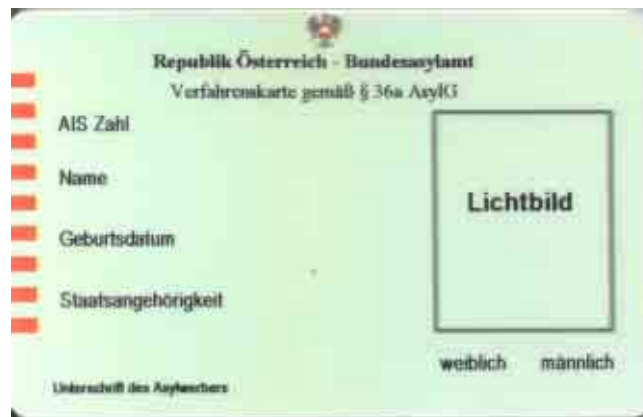 Republik Österreich - Bundesasylamt
Verfahrenskarte gemäß § 36a AsylG
AIS Zahl
Name
Lichtbild
Geburtsdatum
Staatsangehörigkeit
weiblich männlich
Unterschrift des Asylwerbers